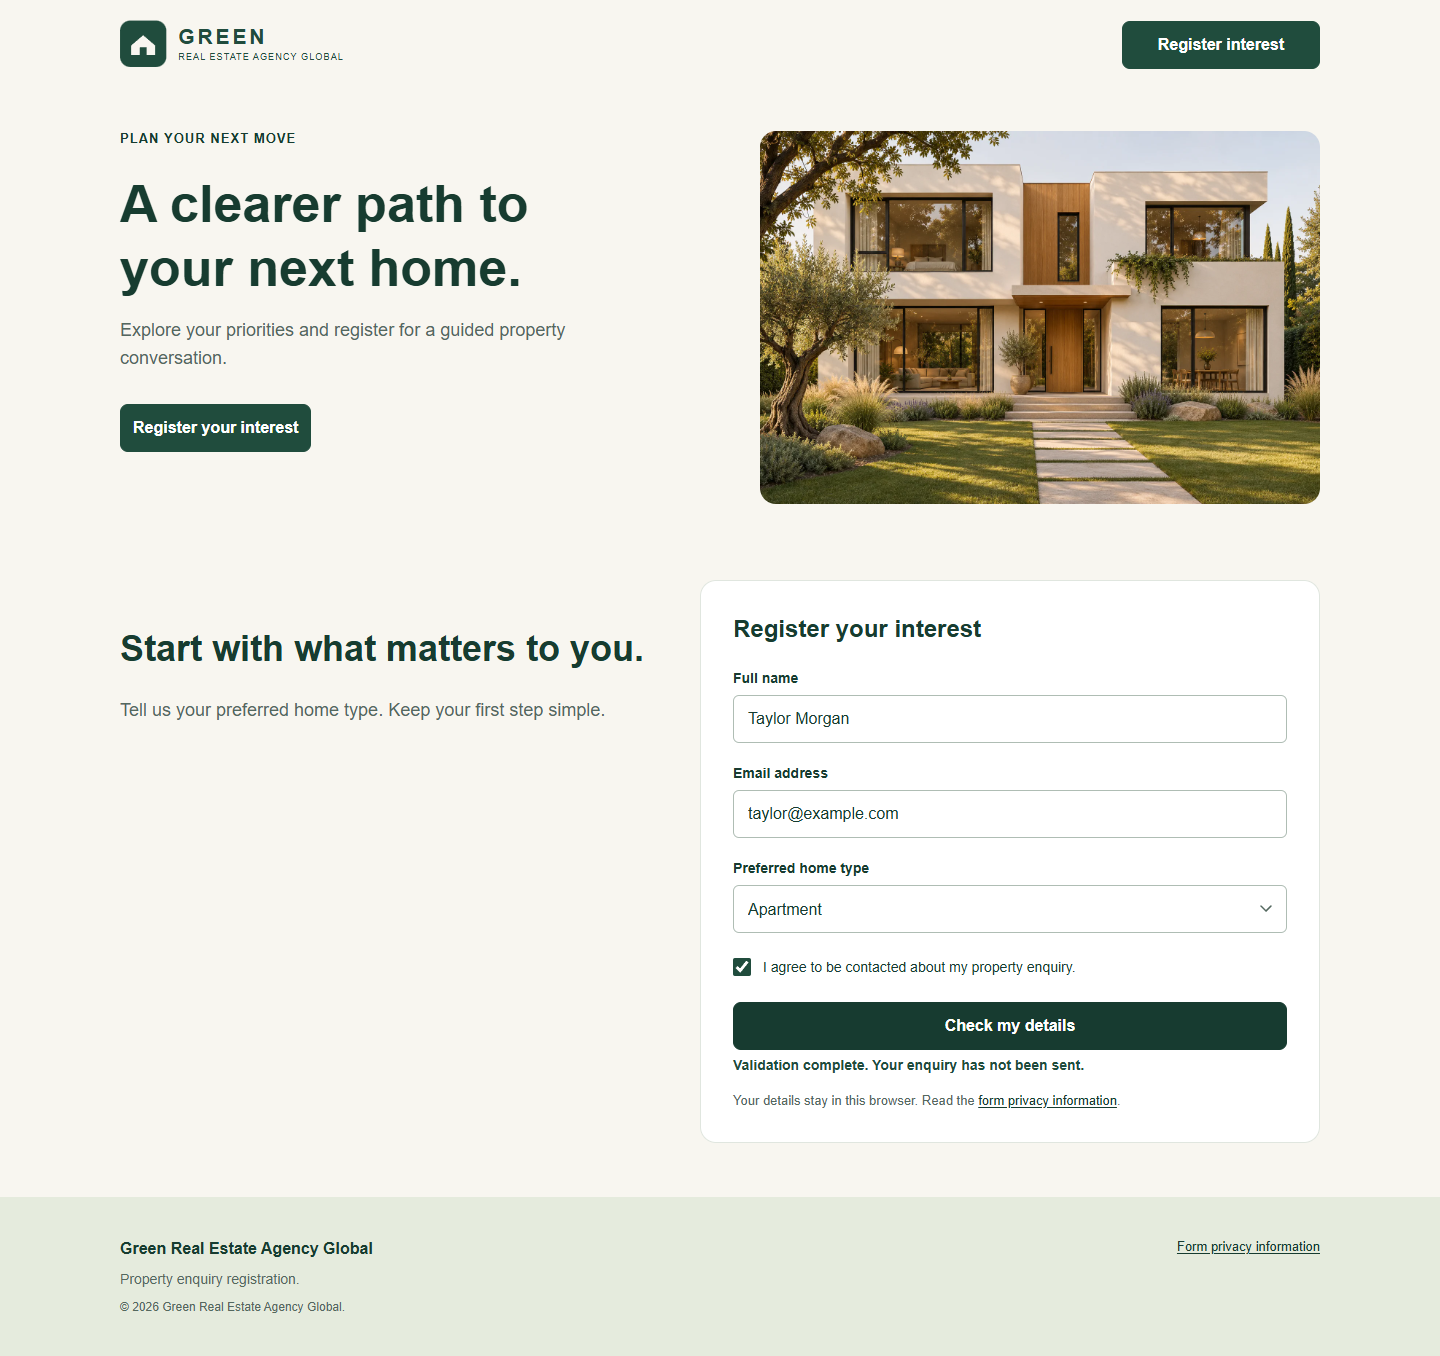 GREEN
REAL ESTATE AGENCY GLOBAL
Register interest
PLAN YOUR NEXT MOVE
A clearer path to
your next home.
Explore your priorities and register for a guided property
conversation.
Register your interest
Start with what matters to you.
Tell us your preferred home type. Keep your first step simple.
Register your interest
Full name
Taylor Morgan
Email address
taylor@example.com
Preferred home type
Apartment
I agree to be contacted about my property enquiry.
Check my details
Validation complete. Your enquiry has not been sent.
Your details stay in this browser. Read the form privacy information.
Green Real Estate Agency Global
Form privacy information
Property enquiry registration.
© 2026 Green Real Estate Agency Global.